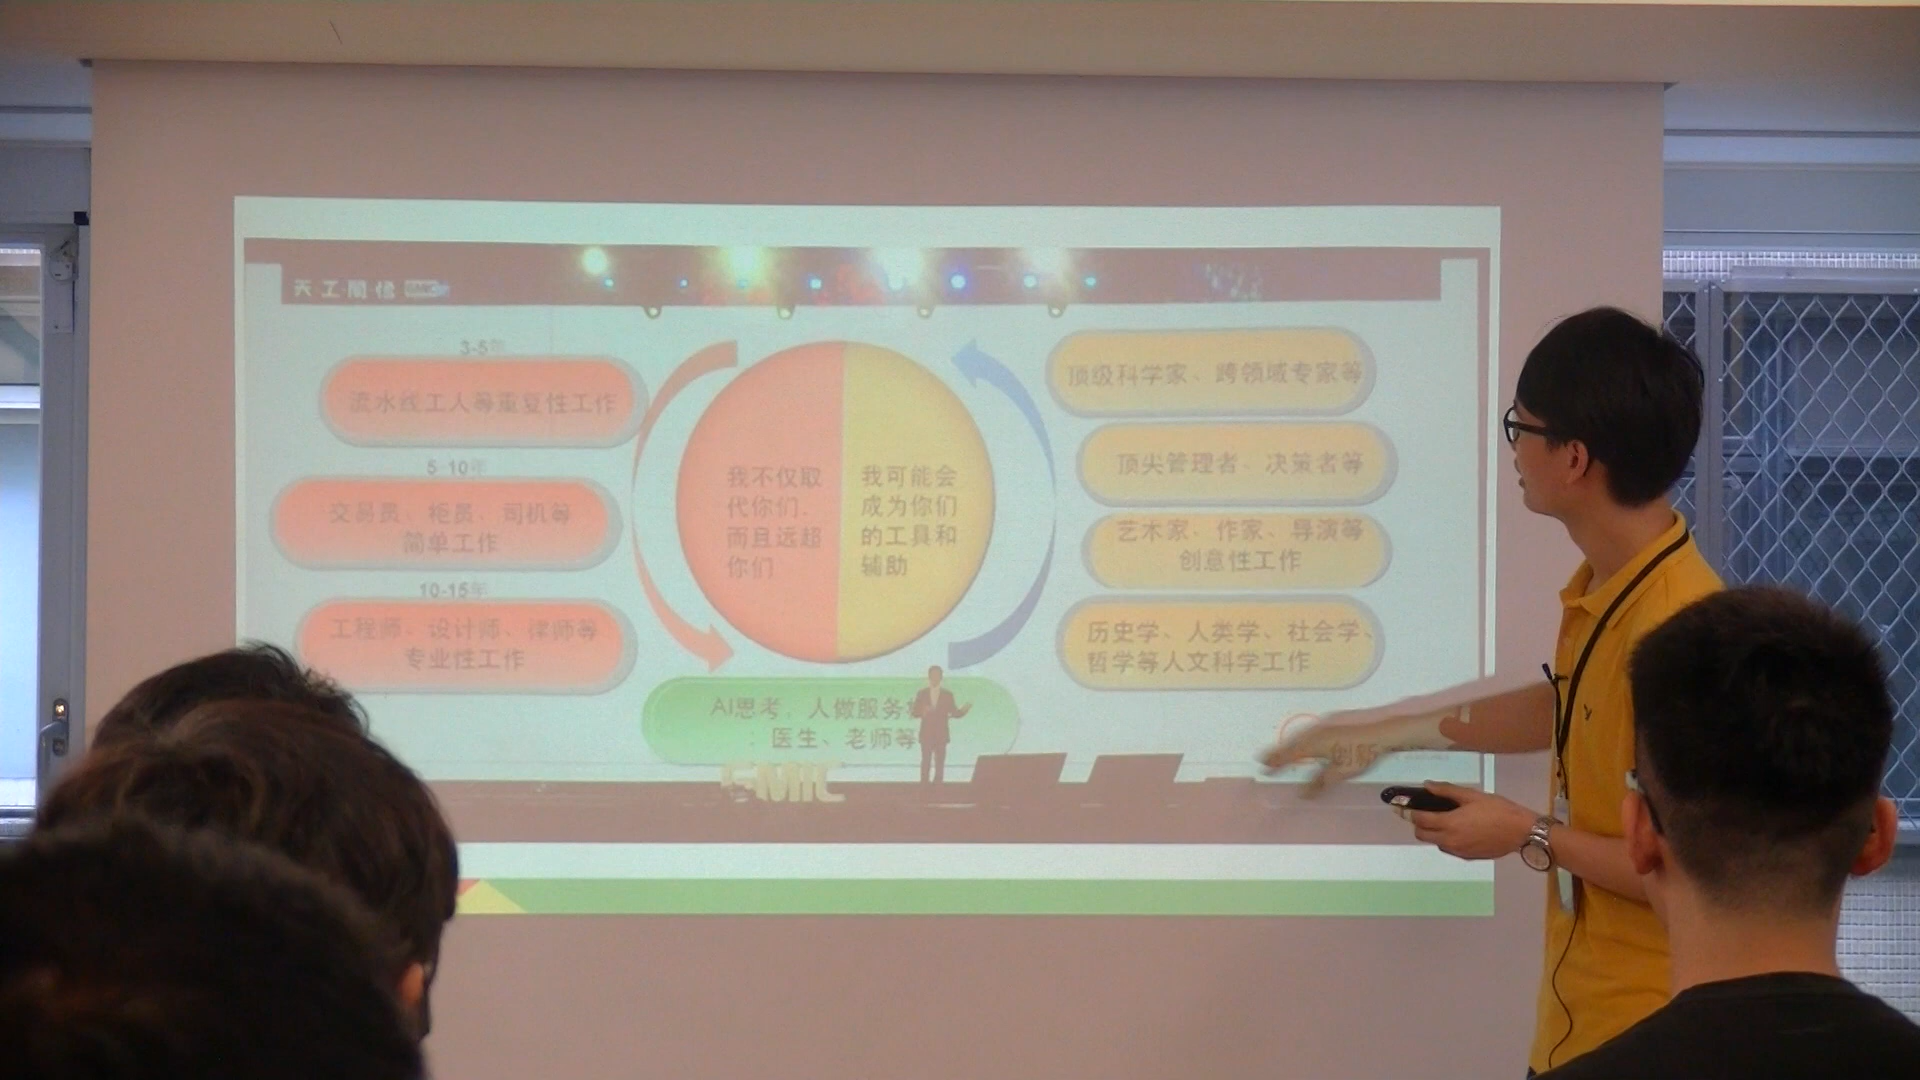 3-5年
流水线工人等重复性工作
5-10年
交易员、柜员、司机等
简单工作
10-15年
工程师、设计师、律师等
专业性工作
我不仅取
代你们,
而且远超
你们
我可能会
成为你们
的工具和
辅助
顶级科学家、跨领域专家等
顶尖管理者、决策者等
艺术家、作家、导演等
创意性工作
历史学、人类学、社会学、
哲学等人文科学工作
AI思考,人做服务
:医生、老师等
GMIC
创新